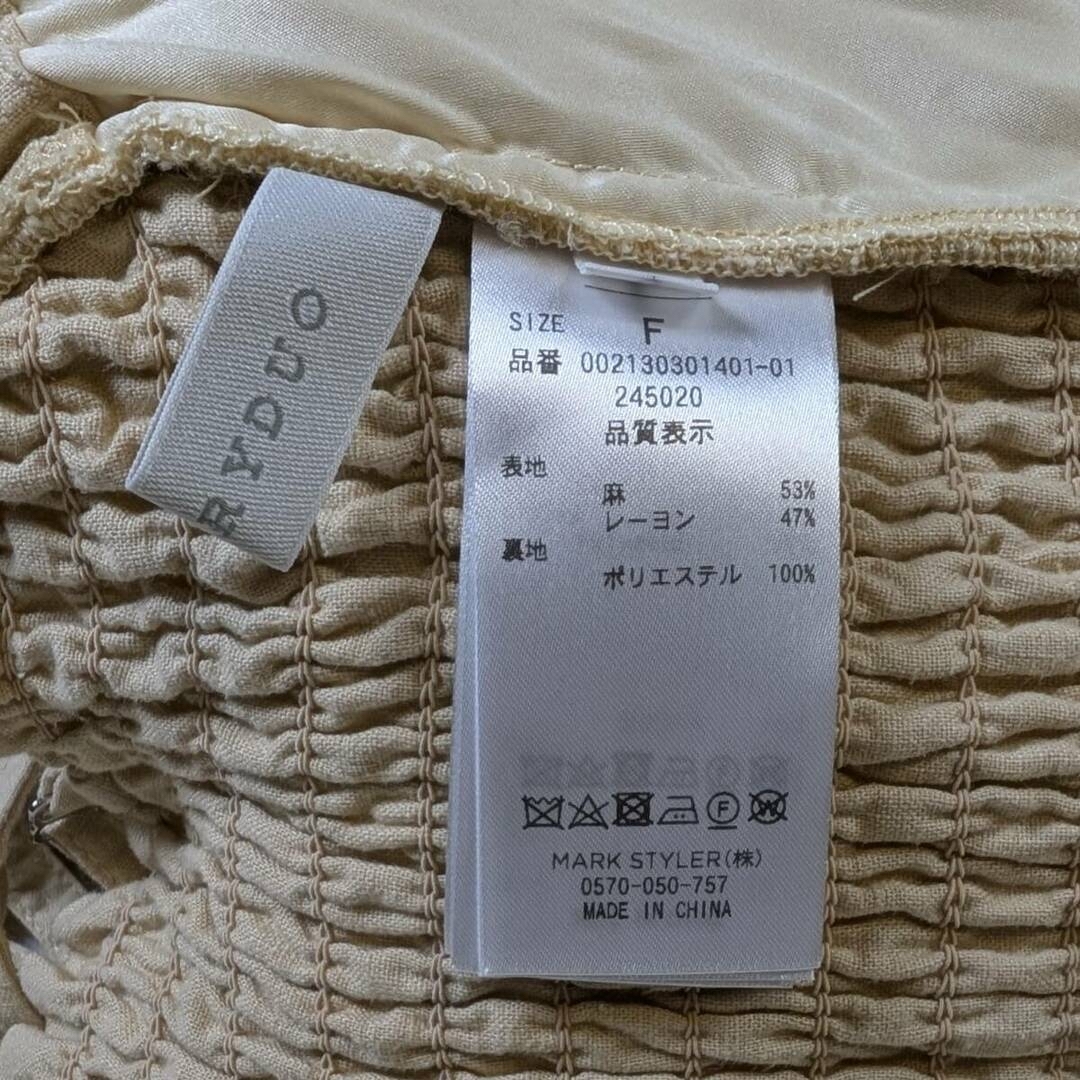 RYDUO
SIZE F
品番 002130301401-01
245020
品質表示
表地
麻 53%
レーヨン 47%
裏地
ポリエステル 100%
F W
MARK STYLER(株)
0570-050-757
MADE IN CHINA